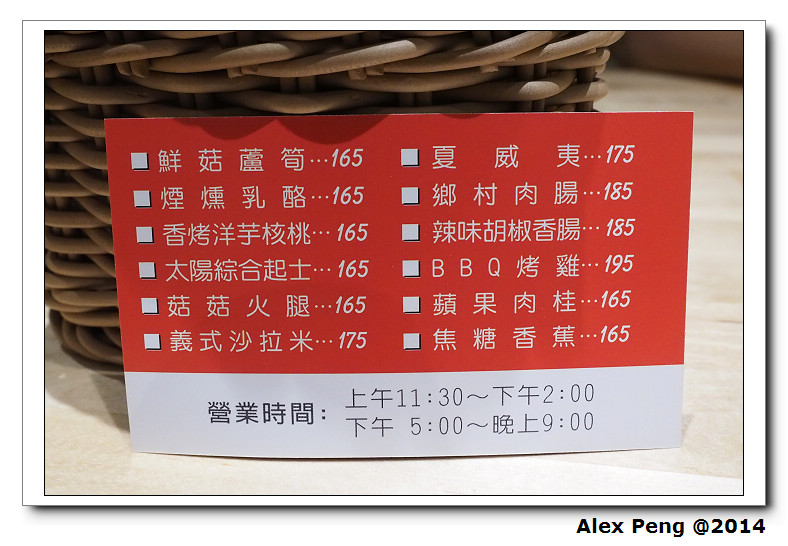 鮮菇蘆筍…165
煙燻乳酪…165
香烤洋芋核桃…165
太陽綜合起士…165
菇菇火腿…165
義式沙拉米…175
夏威夷…175
鄉村肉腸…185
辣味胡椒香腸…185
BBQ烤雞…195
蘋果肉桂…165
焦糖香蕉…165
營業時間:
上午11:30～下午2:00
下午 5:00～晚上9:00
Alex Peng @2014